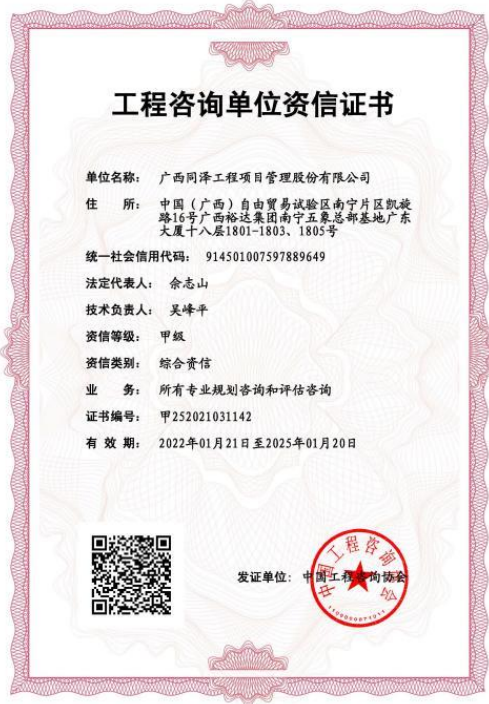 工程咨询单位资信证书
单位名称： 广西同泽工程项目管理股份有限公司
住 所： 中国（广西）自由贸易试验区南宁片区凯旋
路16号广西裕达集团南宁五象总部基地广东
大厦十八层1801-1803、1805号
统一社会信用代码： 914501007597889649
法定代表人： 余志山
技术负责人： 吴峰平
资信等级： 甲级
资信类别： 综合资信
业 务： 所有专业规划咨询和评估咨询
证书编号： 甲252021031142
有 效 期： 2022年01月21日至2025年01月20日
发证单位： 中国工程咨询协会
中国工程咨询协会